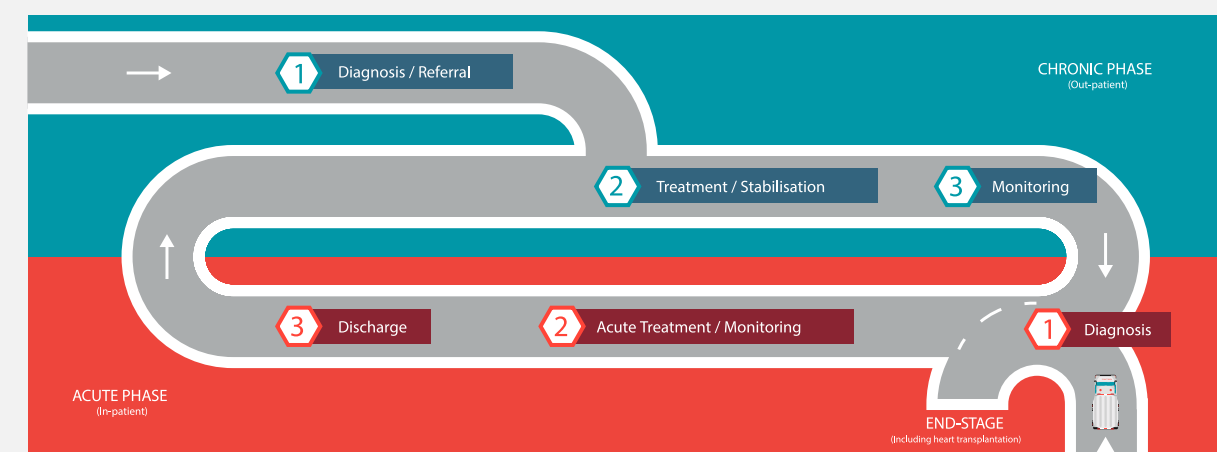 1 Diagnosis / Referral
CHRONIC PHASE
(Out-patient)
2 Treatment / Stabilisation
3 Monitoring
3 Discharge
2 Acute Treatment / Monitoring
1 Diagnosis
ACUTE PHASE
(In-patient)
END-STAGE
(Including heart transplantation)